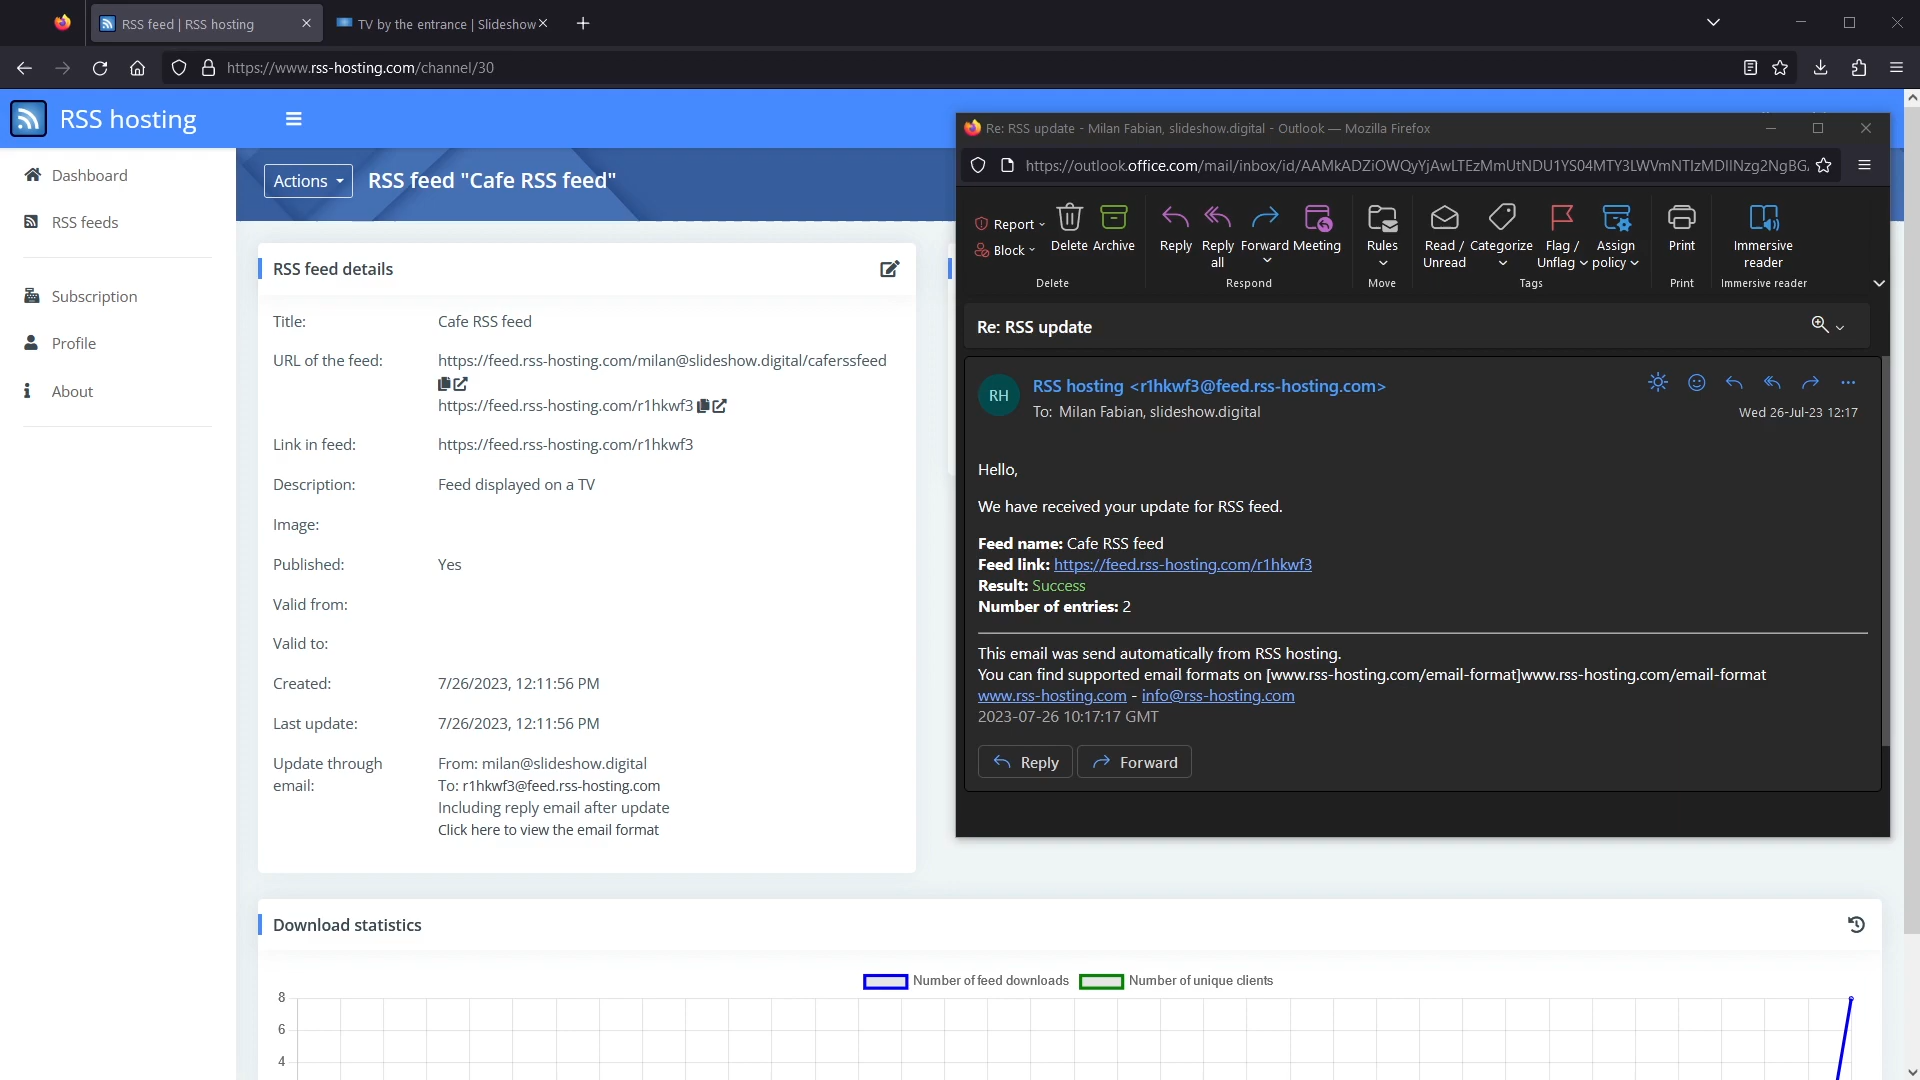 RSS feed | RSS hosting
TV by the entrance | Slideshow
https://www.rss-hosting.com/channel/30
RSS hosting
Dashboard
RSS feeds
Subscription
Profile
About
Actions
RSS feed "Cafe RSS feed"
RSS feed details
Title: Cafe RSS feed
URL of the feed: https://feed.rss-hosting.com/milan@slideshow.digital/caferssfeed
https://feed.rss-hosting.com/r1hkwf3
Link in feed: https://feed.rss-hosting.com/r1hkwf3
Description: Feed displayed on a TV
Image:
Published: Yes
Valid from:
Valid to:
Created: 7/26/2023, 12:11:56 PM
Last update: 7/26/2023, 12:11:56 PM
Update through From: milan@slideshow.digital
email: To: r1hkwf3@feed.rss-hosting.com
Including reply email after update
Click here to view the email format
Re: RSS update - Milan Fabian, slideshow.digital - Outlook — Mozilla Firefox
https://outlook.office.com/mail/inbox/id/AAMkADZiOWQyYjAwLTEzMmUtNDU1YS04MTY3LWVmNTIzMDllNzg2NgBGA
Report
Block
Delete Archive
Delete
Reply Reply all Forward Meeting
Respond
Rules
Move
Read / Unread Categorize Flag / Unflag Assign policy
Tags
Print
Print
Immersive reader
Immersive reader
Re: RSS update
RH
RSS hosting <r1hkwf3@feed.rss-hosting.com>
To: Milan Fabian, slideshow.digital
Wed 26-Jul-23 12:17
Hello,
We have received your update for RSS feed.
Feed name: Cafe RSS feed
Feed link: https://feed.rss-hosting.com/r1hkwf3
Result: Success
Number of entries: 2
This email was send automatically from RSS hosting.
You can find supported email formats on [www.rss-hosting.com/email-format]www.rss-hosting.com/email-format
www.rss-hosting.com - info@rss-hosting.com
2023-07-26 10:17:17 GMT
Reply
Forward
Download statistics
Number of feed downloads
Number of unique clients
8
6
4